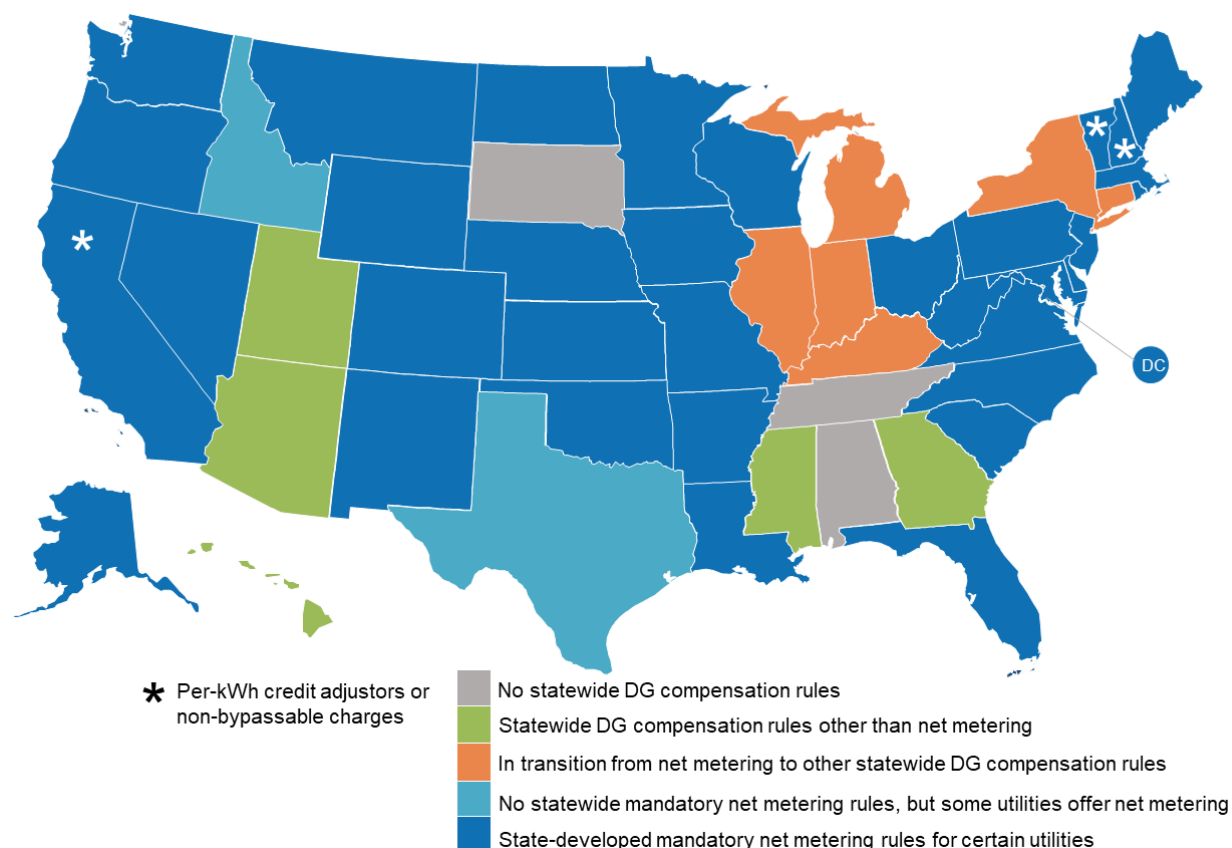 *
*
*
DC
* Per-kWh credit adjustors or
non-bypassable charges
No statewide DG compensation rules
Statewide DG compensation rules other than net metering
In transition from net metering to other statewide DG compensation rules
No statewide mandatory net metering rules, but some utilities offer net metering
State-developed mandatory net metering rules for certain utilities